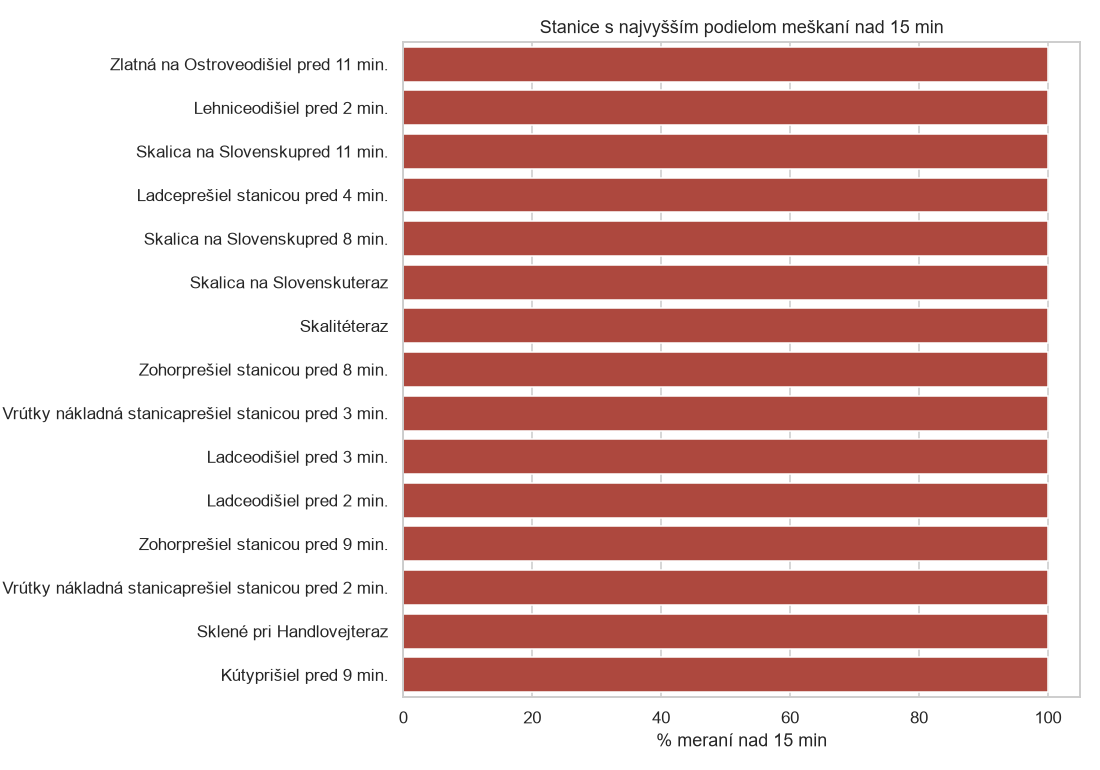 Stanice s najvyšším podielom meškaní nad 15 min
Zlatná na Ostroveodišiel pred 11 min.
Lehniceodišiel pred 2 min.
Skalica na Slovenskupred 11 min.
Ladceprešiel stanicou pred 4 min.
Skalica na Slovenskupred 8 min.
Skalica na Slovenskuteraz
Skalitéteraz
Zohorprešiel stanicou pred 8 min.
Vrútky nákladná stanicaprešiel stanicou pred 3 min.
Ladceodišiel pred 3 min.
Ladceodišiel pred 2 min.
Zohorprešiel stanicou pred 9 min.
Vrútky nákladná stanicaprešiel stanicou pred 2 min.
Sklené pri Handlovejteraz
Kútyprišiel pred 9 min.
0 20 40 60 80 100
% meraní nad 15 min